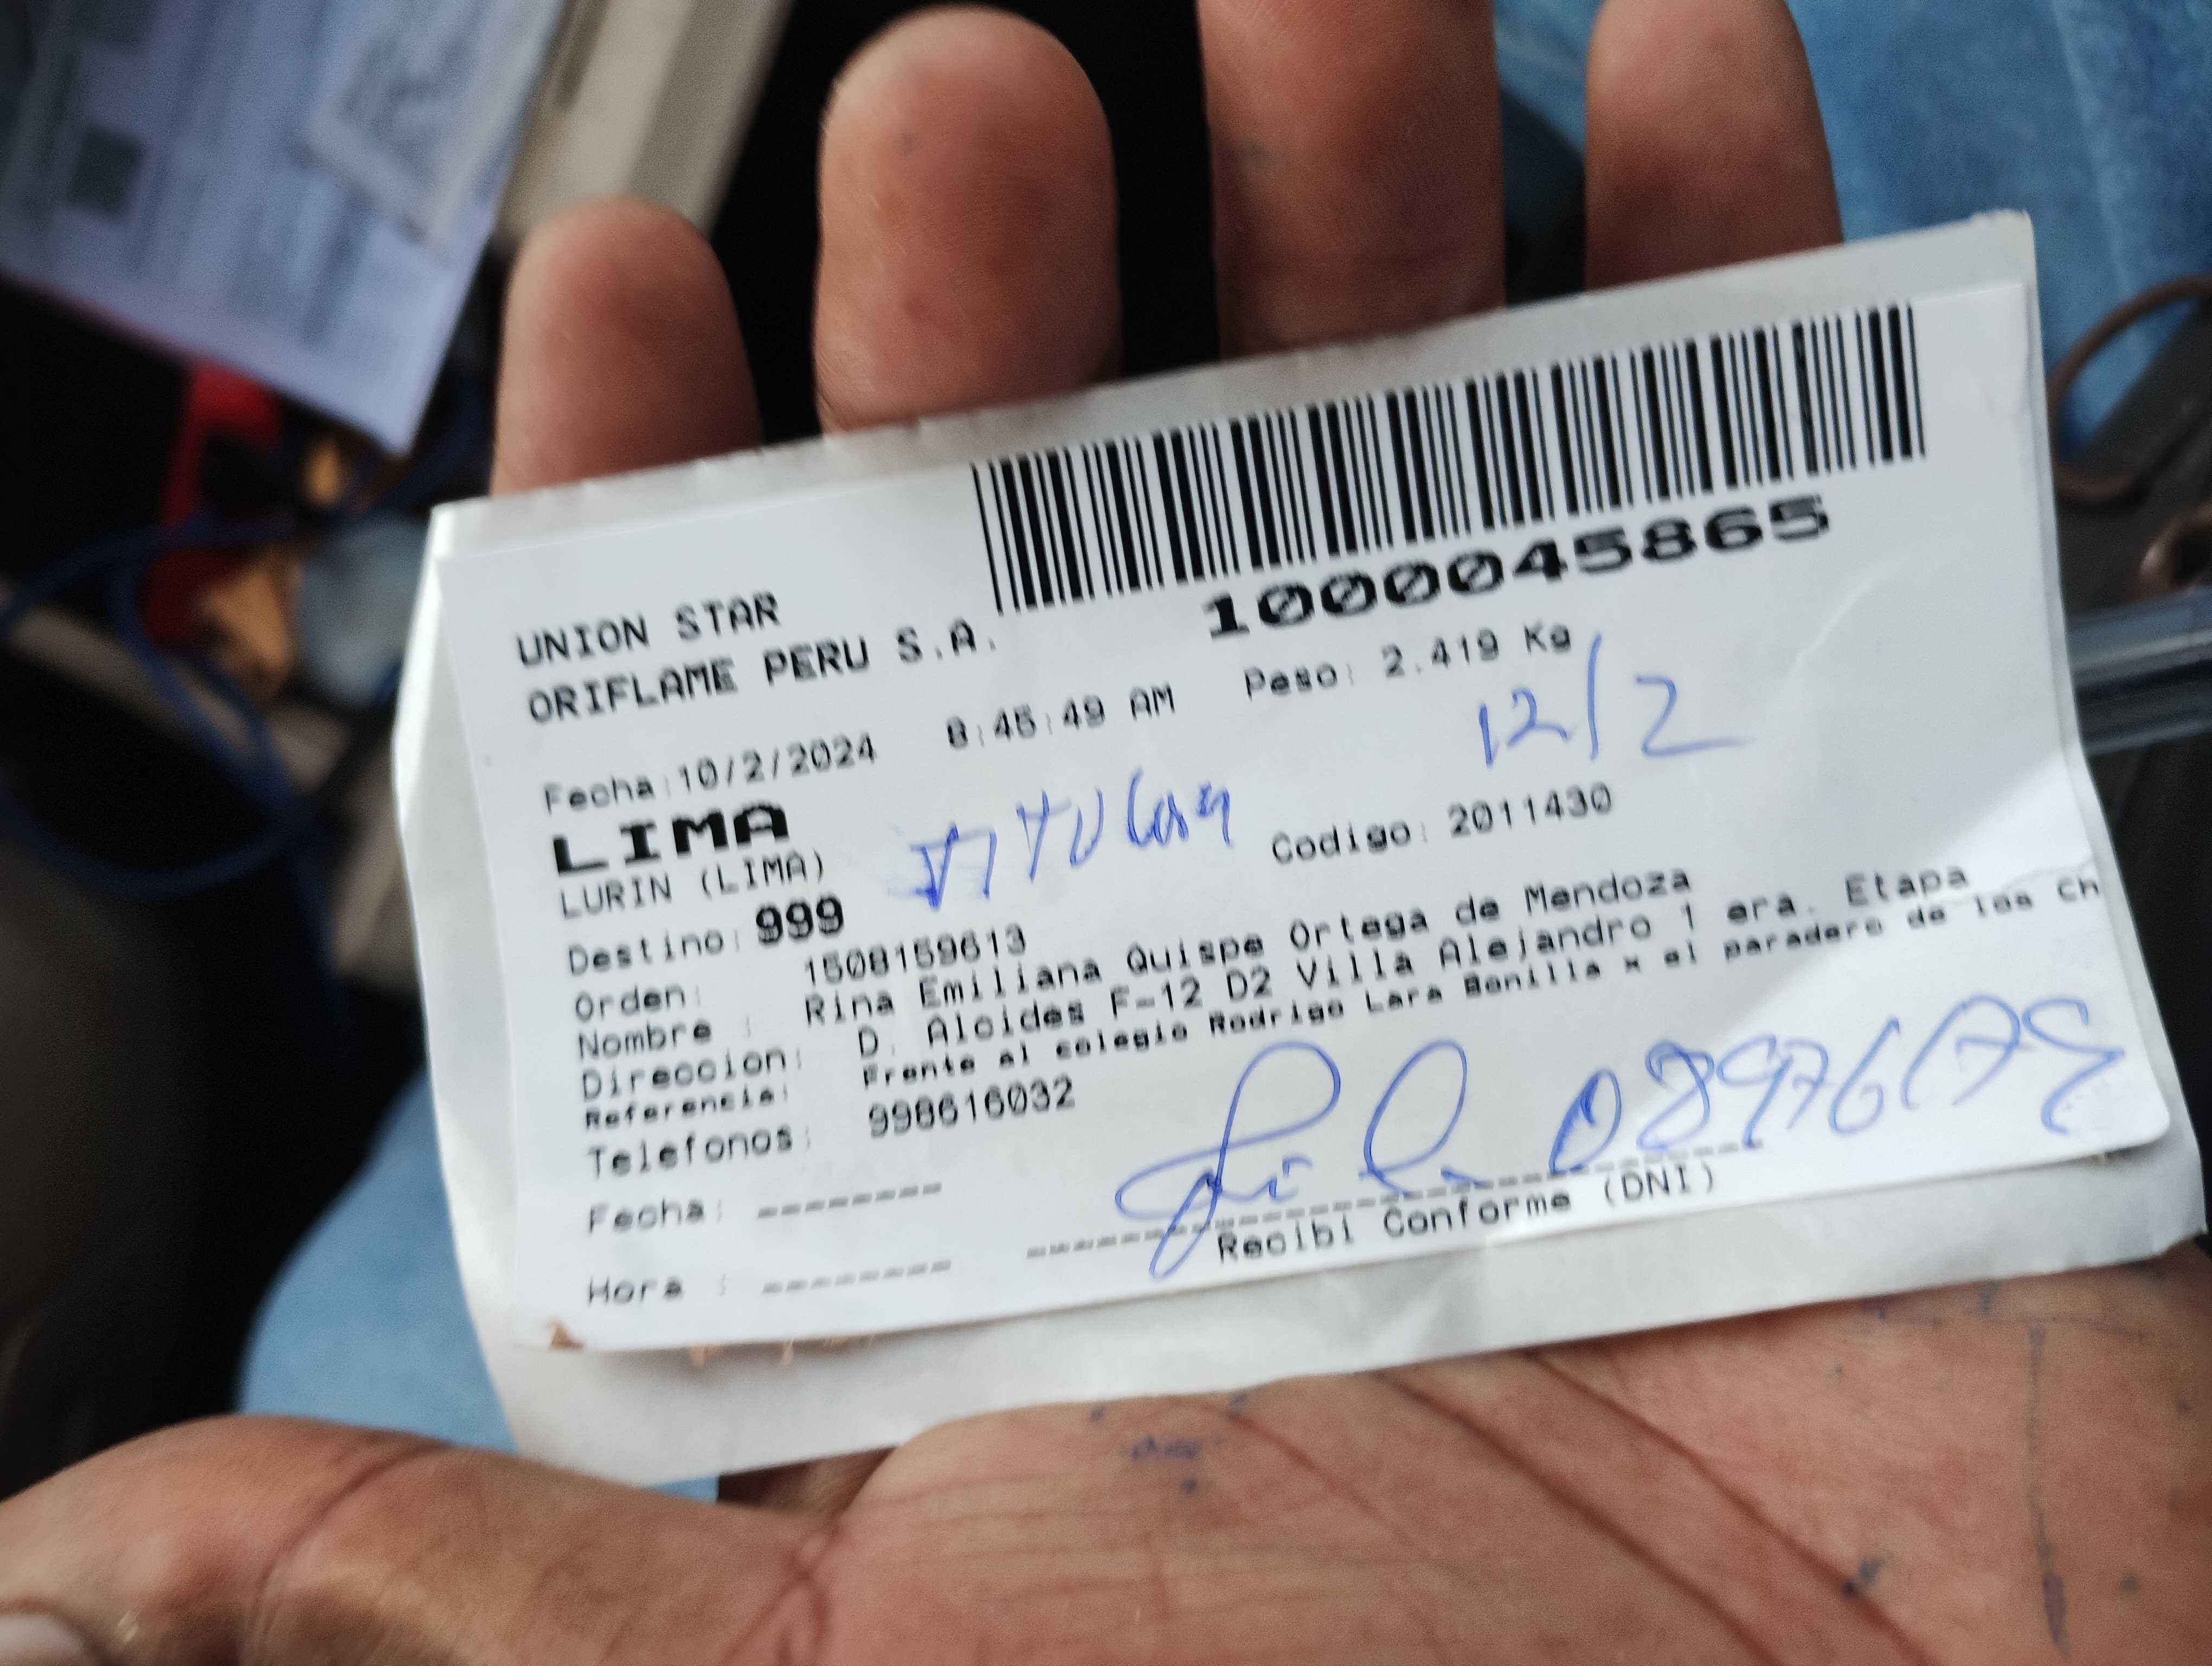 1000045865
UNION STAR
ORIFLAME PERU S.A.
Fecha:10/2/2024 8:45:49 AM Peso: 2.419 Kg
12/2
LIMA
LURIN (LIMA)
Codigo: 2011430
Destino: 999
Orden: 1508159613
Nombre : Rina Emiliana Quispe Ortega de Mendoza
Direccion: D. Alcides F-12 D2 Villa Alejandro 1 era. Etapa
Referencia: Frente al colegio Rodrigo Lara Bonilla x el paradero de los Ch
Telefonos: 998616032
Fecha: --------
Hora : --------
Recibi Conforme (DNI)